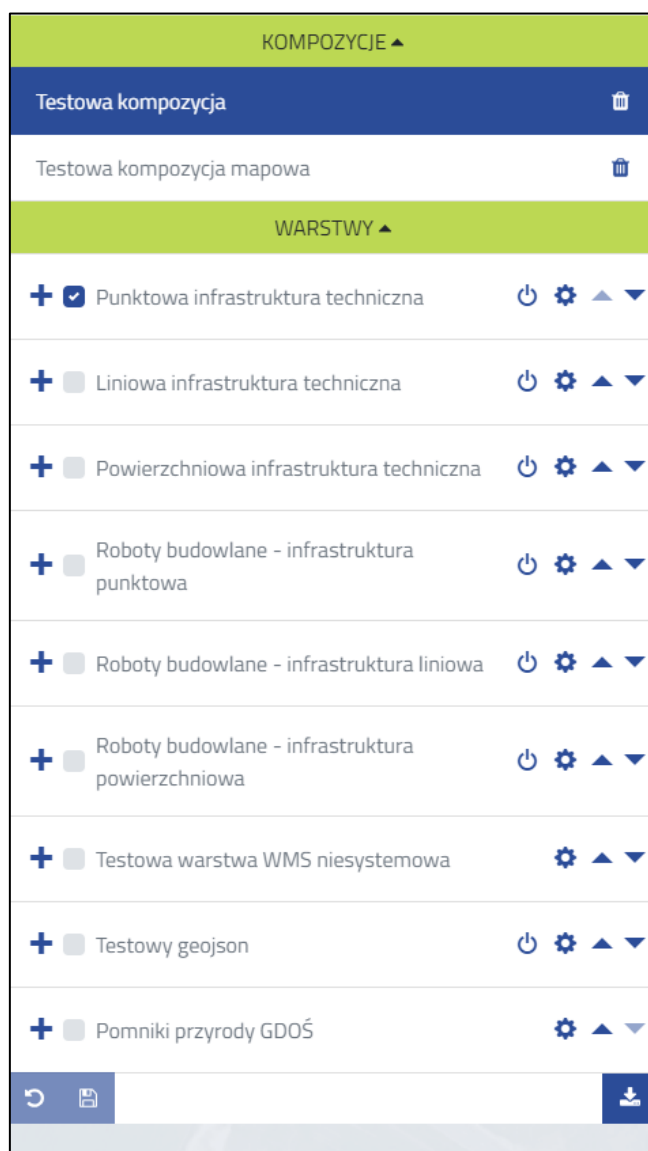 KOMPOZYCJE
Testowa kompozycja
Testowa kompozycja mapowa
WARSTWY
Punktowa infrastruktura techniczna
Liniowa infrastruktura techniczna
Powierzchniowa infrastruktura techniczna
Roboty budowlane - infrastruktura
punktowa
Roboty budowlane - infrastruktura liniowa
Roboty budowlane - infrastruktura
powierzchniowa
Testowa warstwa WMS niesystemowa
Testowy geojson
Pomniki przyrody GDOŚ